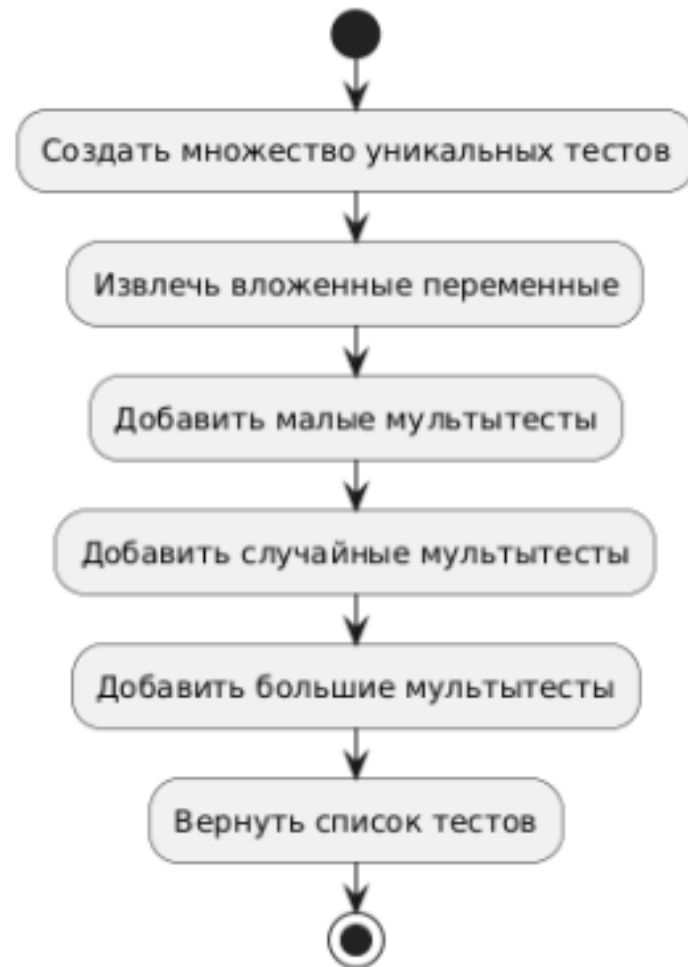 Создать множество уникальных тестов
Извлечь вложенные переменные
Добавить малые мультытесты
Добавить случайные мультытесты
Добавить большие мультытесты
Вернуть список тестов